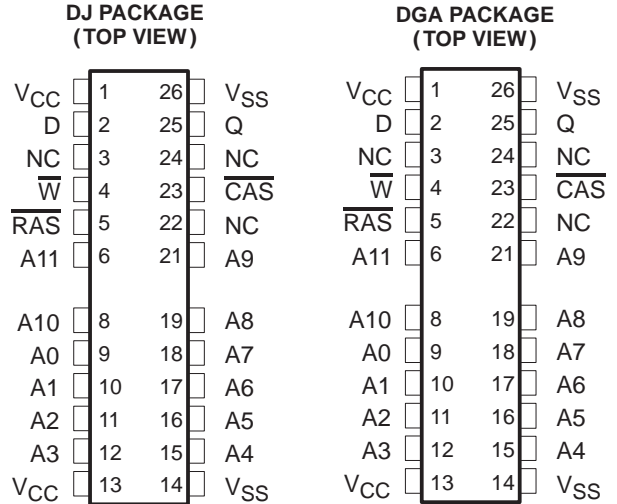 DJ PACKAGE
(TOP VIEW)
VCC 1 26 VSS
D 2 25 Q
NC 3 24 NC
W̅ 4 23 C̅A̅S̅
R̅A̅S̅ 5 22 NC
A11 6 21 A9
A10 8 19 A8
A0 9 18 A7
A1 10 17 A6
A2 11 16 A5
A3 12 15 A4
VCC 13 14 VSS
DGA PACKAGE
(TOP VIEW)
VCC 1 26 VSS
D 2 25 Q
NC 3 24 NC
W̅ 4 23 C̅A̅S̅
R̅A̅S̅ 5 22 NC
A11 6 21 A9
A10 8 19 A8
A0 9 18 A7
A1 10 17 A6
A2 11 16 A5
A3 12 15 A4
VCC 13 14 VSS